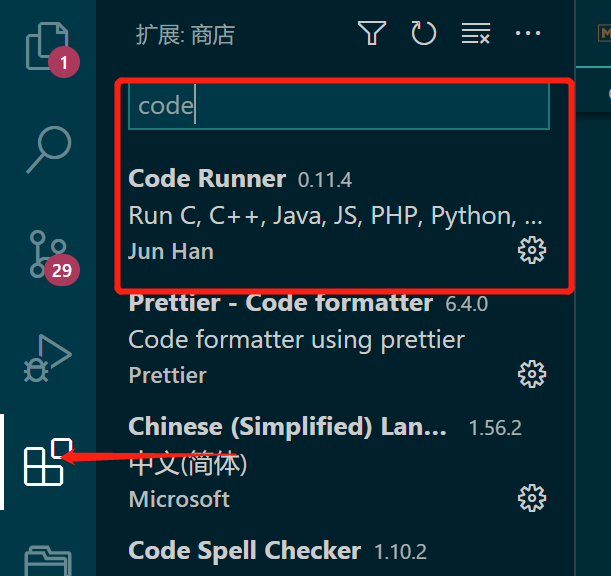 扩展: 商店
1
code
Code Runner 0.11.4
Run C, C++, Java, JS, PHP, Python, ...
Jun Han
29
Prettier - Code formatter 6.4.0
Code formatter using prettier
Prettier
Chinese (Simplified) Lan... 1.56.2
中文(简体)
Microsoft
Code Spell Checker 1.10.2